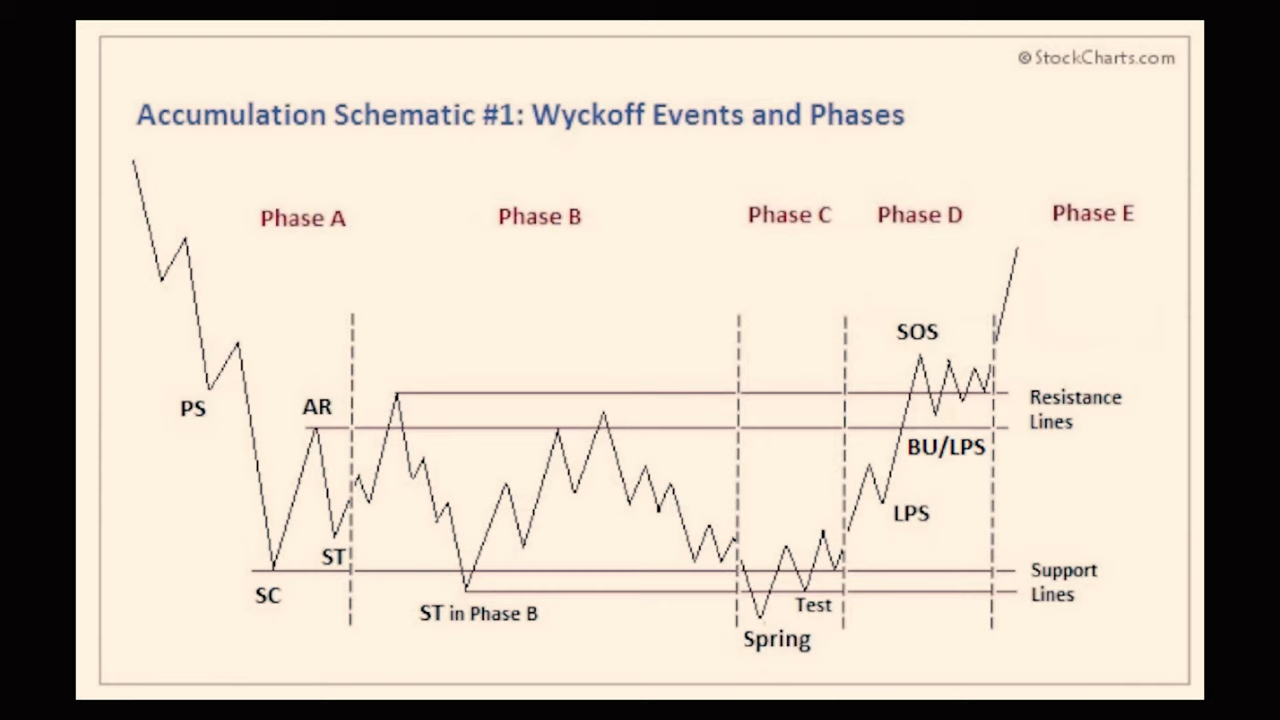 © StockCharts.com
Accumulation Schematic #1: Wyckoff Events and Phases
Phase A
Phase B
Phase C
Phase D
Phase E
SOS
PS
AR
Resistance
Lines
BU/LPS
LPS
ST
SC
Support
Lines
ST in Phase B
Test
Spring